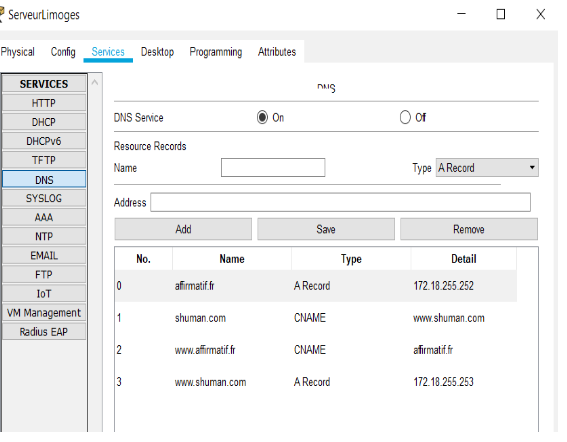 ServeurLimoges
Physical Config Services Desktop Programming Attributes
SERVICES
HTTP
DHCP
DHCPv6
TFTP
DNS
SYSLOG
AAA
NTP
EMAIL
FTP
IoT
VM Management
Radius EAP
DNS
DNS Service On Off
Resource Records
Name Type A Record
Address
Add Save Remove
No. Name Type Detail
0 affirmatif.fr A Record 172.18.255.252
1 shuman.com CNAME www.shuman.com
2 www.affirmatif.fr CNAME affirmatif.fr
3 www.shuman.com A Record 172.18.255.253